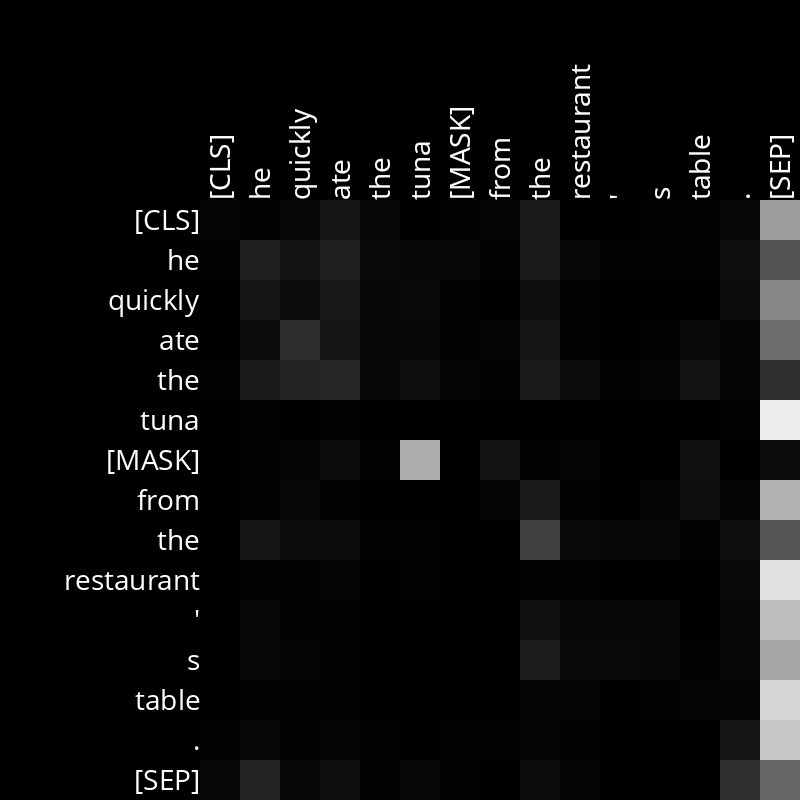 [CLS] he quickly ate the tuna [MASK] from the restaurant ' s table . [SEP]
[CLS]
he
quickly
ate
the
tuna
[MASK]
from
the
restaurant
'
s
table
.
[SEP]